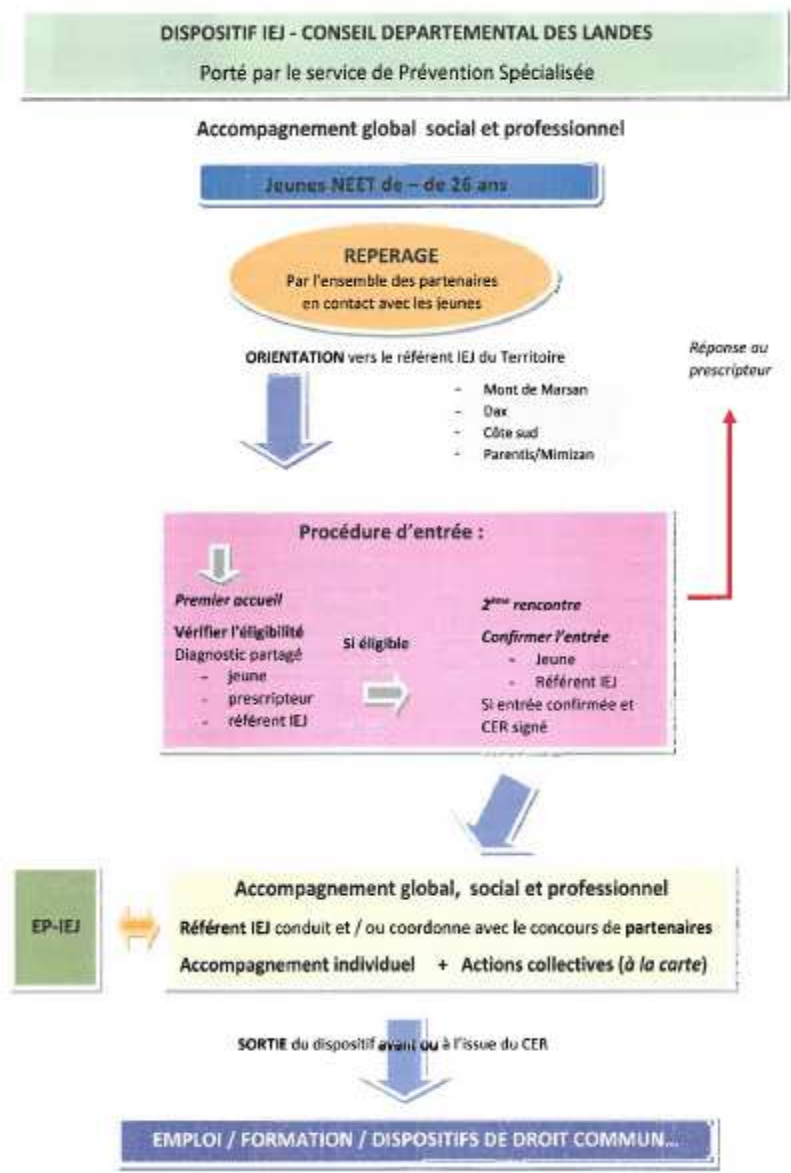 DISPOSITIF IEJ - CONSEIL DEPARTEMENTAL DES LANDES
Porté par le service de Prévention Spécialisée
Accompagnement global social et professionnel
Jeunes NEET de – de 26 ans
REPERAGE
Par l'ensemble des partenaires
en contact avec les jeunes
ORIENTATION vers le référent IEJ du Territoire
- Mont de Marsan
- Dax
- Côte sud
- Parentis/Mimizan
Réponse au
prescripteur
Procédure d'entrée :
Premier accueil
Vérifier l'éligibilité
Diagnostic partagé
- jeune
- prescripteur
- référent IEJ
Si éligible
2ème rencontre
Confirmer l'entrée
- Jeune
- Référent IEJ
Si entrée confirmée et
CER signé
EP-IEJ
Accompagnement global, social et professionnel
Référent IEJ conduit et / ou coordonne avec le concours de partenaires
Accompagnement individuel + Actions collectives (à la carte)
SORTIE du dispositif avant ou à l'issue du CER
EMPLOI / FORMATION / DISPOSITIFS DE DROIT COMMUN...